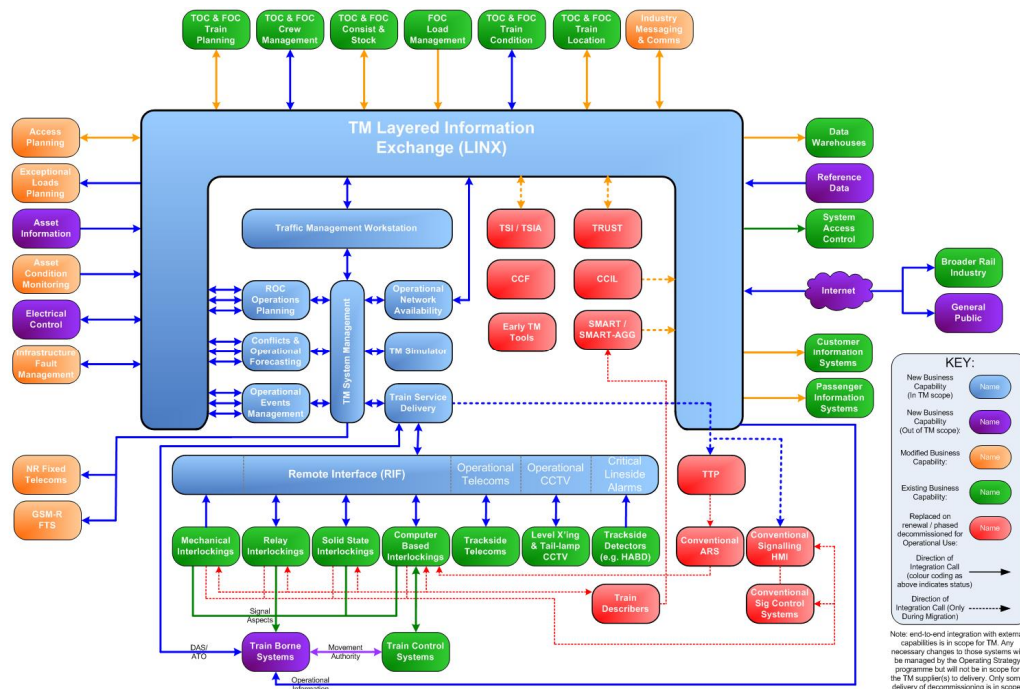 TOC & FOC
Train
Planning
TOC & FOC
Crew
Management
TOC & FOC
Consist &
Stock
FOC
Load
Management
TOC & FOC
Train
Condition
TOC & FOC
Train
Location
Industry
Messaging
& Comms
TM Layered Information
Exchange (LINX)
Access
Planning
Exceptional
Loads Planning
Asset
Information
Asset
Condition
Monitoring
Electrical
Control
Infrastructure
Fault
Management
NR Fixed
Telecoms
GSM-R
FTS
Data
Warehouses
Reference
Data
System
Access
Control
Internet
Broader Rail
Industry
General
Public
Customer
Information
Systems
Passenger
Information
Systems
Traffic Management Workstation
ROC
Operations
Planning
Conflicts &
Operational
Forecasting
Operational
Events
Management
TM System Management
Operational
Network
Availability
TM Simulator
Train Service
Delivery
TSI / TSIA
TRUST
CCF
CCIL
Early TM
Tools
SMART /
SMART-AGG
Remote Interface (RIF)
Operational
Telecoms
Operational
CCTV
Critical
Lineside
Alarms
TTP
Mechanical
Interlockings
Relay
Interlockings
Solid State
Interlockings
Computer
Based
Interlockings
Trackside
Telecoms
Level X'ing
& Tail-lamp
CCTV
Trackside
Detectors
(e.g. HABD)
Conventional
ARS
Conventional
Signalling
HMI
Train
Describers
Conventional
Sig Control
Systems
Signal
Aspects
DAS/
ATO
Train Borne
Systems
Movement
Authority
Train Control
Systems
Operational
Information
KEY:
New Business
Capability
(In TM scope)
Name
New Business
Capability
(Out of TM scope):
Name
Modified Business
Capability:
Name
Existing Business
Capability:
Name
Replaced on
renewal / phased
decommissioned for
Operational Use:
Name
Direction of
Integration Call
(colour coding as
above indicates status)
Direction of
Integration Call (Only
During Migration)
Note: end-to-end integration with external
capabilities is in scope for TM. Any
necessary changes to those systems will
be managed by the Operating Strategy
programme but will not be in scope for
the TM supplier(s) to delivery. Only some
delivery of decommissioning is in scope